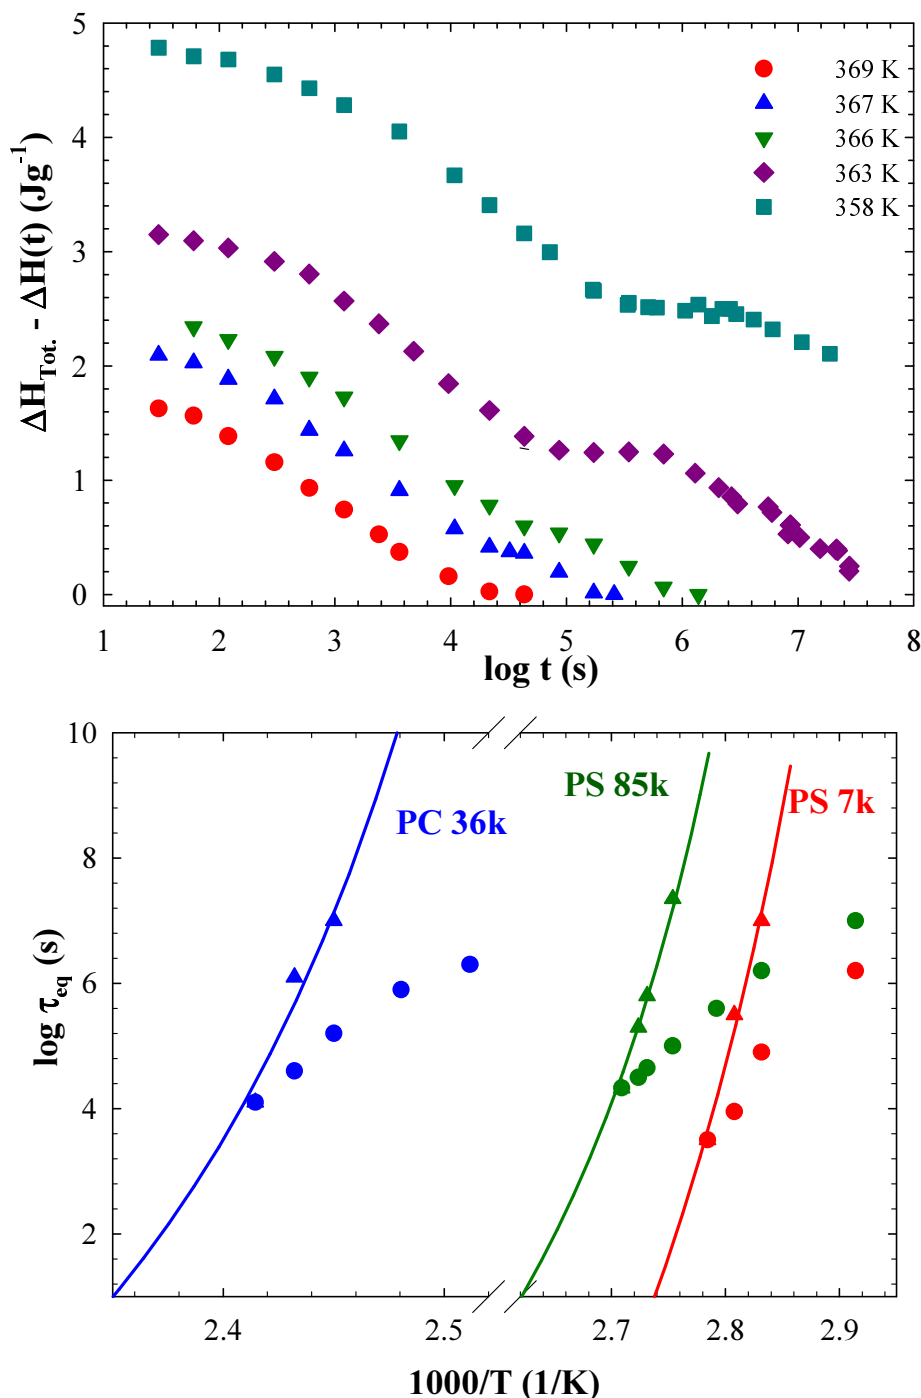 5
4
3
2
1
0
ΔH_Tot. - ΔH(t) (Jg⁻¹)
369 K
367 K
366 K
363 K
358 K
1 2 3 4 5 6 7 8
log t (s)
10
8
6
4
2
log τ_eq (s)
PC 36k
PS 85k
PS 7k
2.4 2.5 2.7 2.8 2.9
1000/T (1/K)